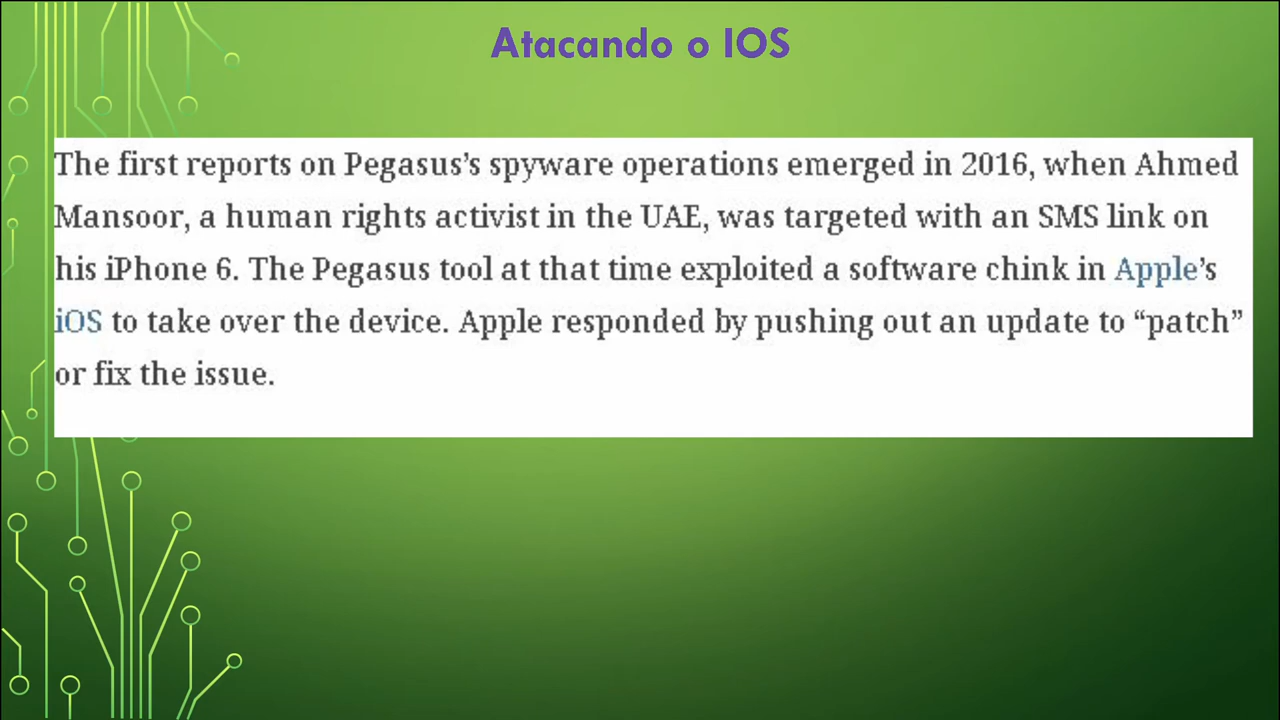 Atacando o IOS
The first reports on Pegasus’s spyware operations emerged in 2016, when Ahmed
Mansoor, a human rights activist in the UAE, was targeted with an SMS link on
his iPhone 6. The Pegasus tool at that time exploited a software chink in Apple’s
iOS to take over the device. Apple responded by pushing out an update to “patch”
or fix the issue.